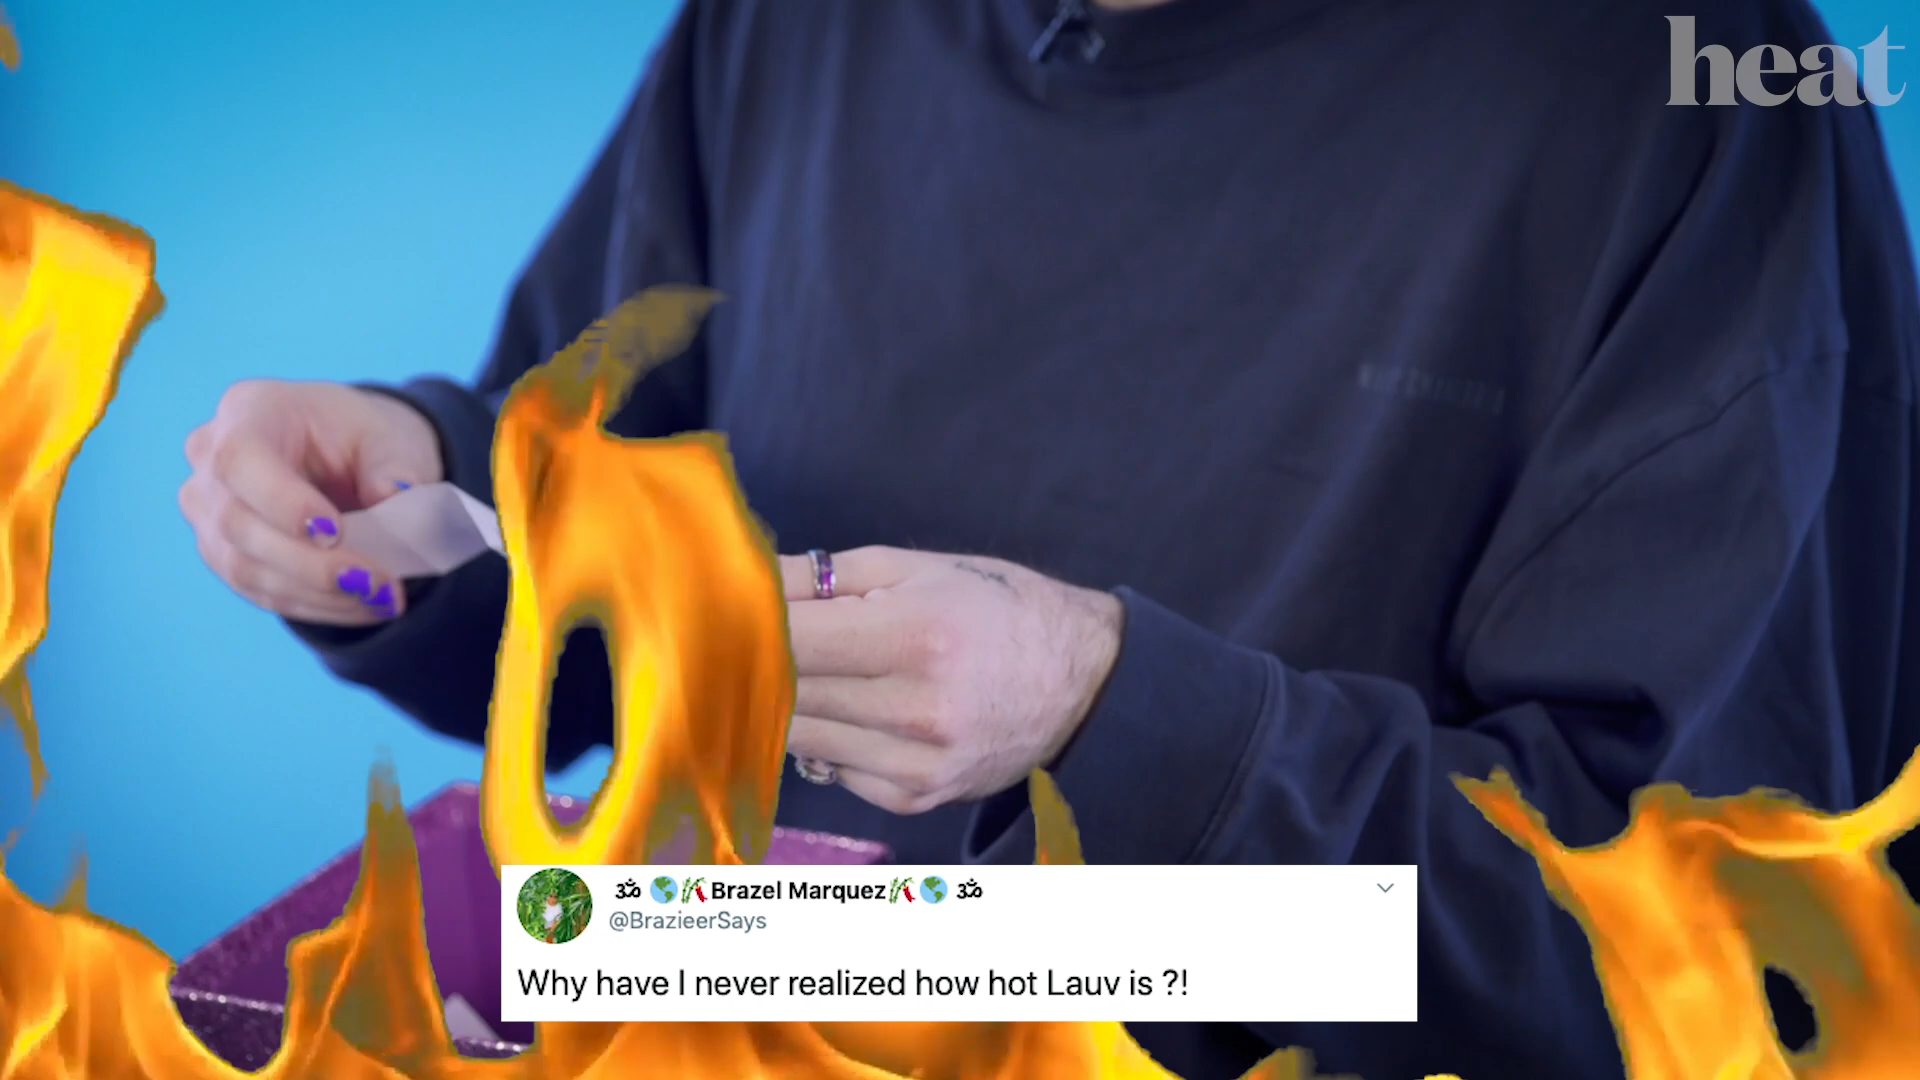 heat
ॐ 🌎🎋🌶Brazel Marquez🎋🌶🌎 ॐ
@BrazieerSays
Why have I never realized how hot Lauv is ?!